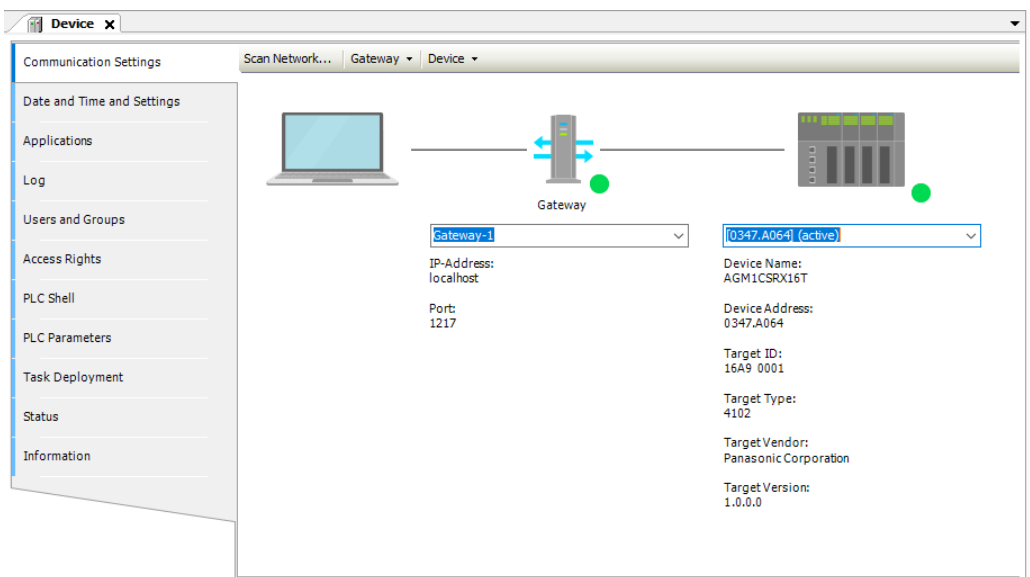 Device
Communication Settings
Date and Time and Settings
Applications
Log
Users and Groups
Access Rights
PLC Shell
PLC Parameters
Task Deployment
Status
Information
Scan Network... Gateway Device
Gateway
Gateway-1
IP-Address:
localhost
Port:
1217
[0347.A064] (active)
Device Name:
AGM1CSRX16T
Device Address:
0347.A064
Target ID:
16A9 0001
Target Type:
4102
Target Vendor:
Panasonic Corporation
Target Version:
1.0.0.0